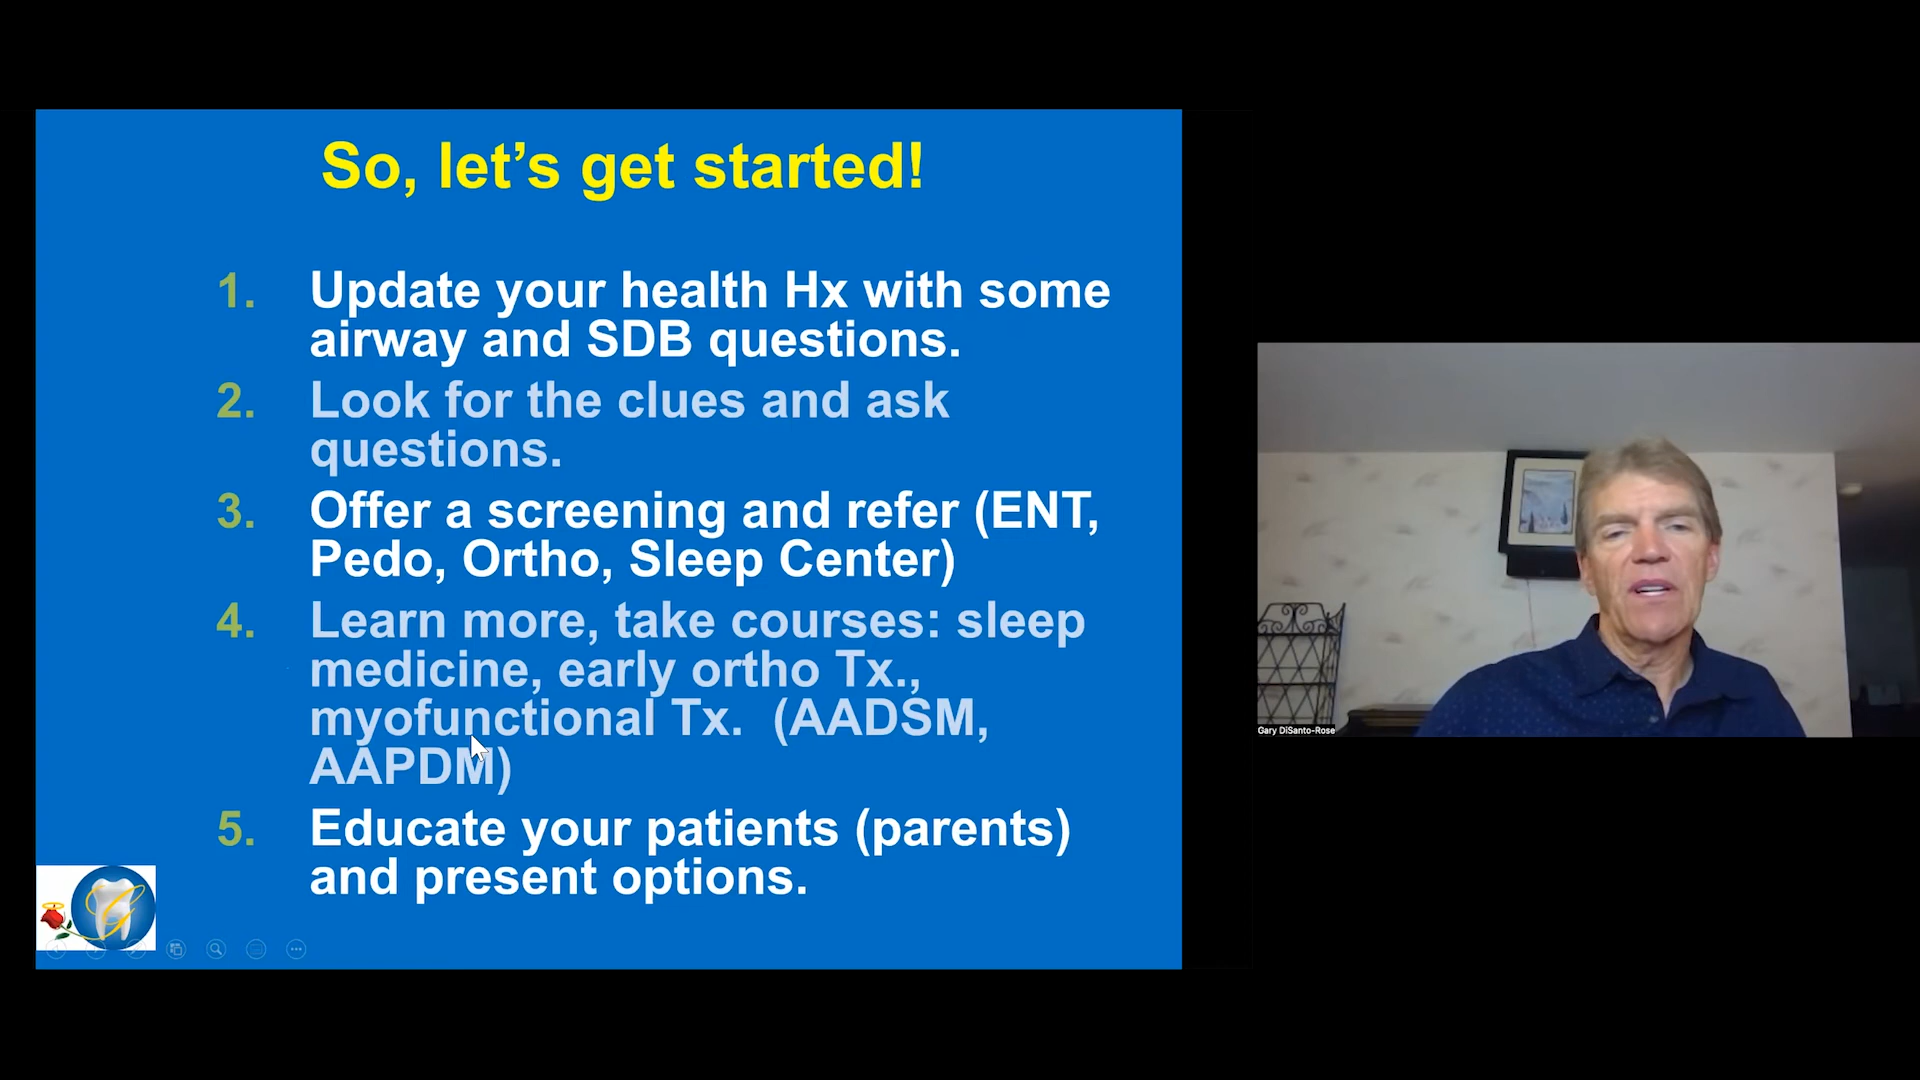 So, let’s get started!
1. Update your health Hx with some
airway and SDB questions.
2. Look for the clues and ask
questions.
3. Offer a screening and refer (ENT,
Pedo, Ortho, Sleep Center)
4. Learn more, take courses: sleep
medicine, early ortho Tx.,
myofunctional Tx.  (AADSM,
AAPDM)
5. Educate your patients (parents)
and present options.
Gary DiSanto-Rose